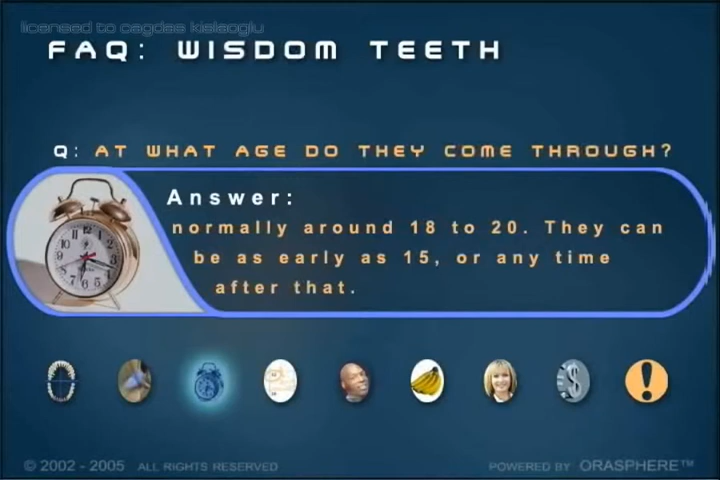 licensed to cagdas kislaoglu
FAQ: WISDOM TEETH
Q: AT WHAT AGE DO THEY COME THROUGH?
Answer:
normally around 18 to 20. They can
be as early as 15, or any time
after that.
© 2002 - 2005 ALL RIGHTS RESERVED
POWERED BY ORASPHERE™